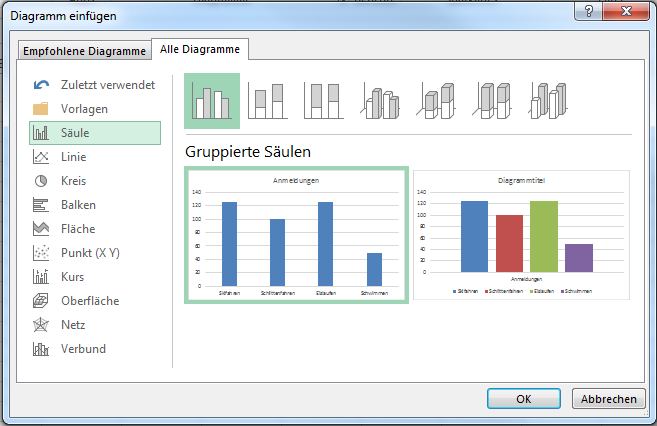 Diagramm einfügen
Empfohlene Diagramme
Alle Diagramme
Zuletzt verwendet
Vorlagen
Säule
Linie
Kreis
Balken
Fläche
Punkt (X Y)
Kurs
Oberfläche
Netz
Verbund
Gruppierte Säulen
Anmeldungen
140
120
100
80
60
40
20
0
Skifahren Schlittenfahren Eislaufen Schwimmen
Diagrammtitel
140
120
100
80
60
40
20
0
Anmeldungen
Skifahren Schlittenfahren Eislaufen Schwimmen
OK
Abbrechen